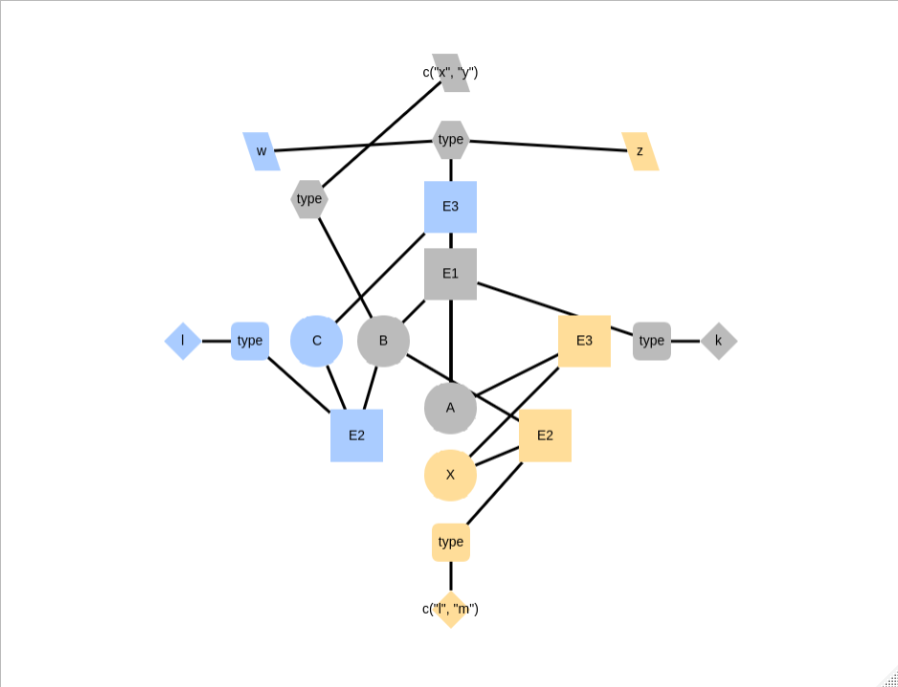 c("x", "y")
type
w
z
type
E3
E1
l
type
C
B
E3
type
k
A
E2
E2
X
type
c("l", "m")